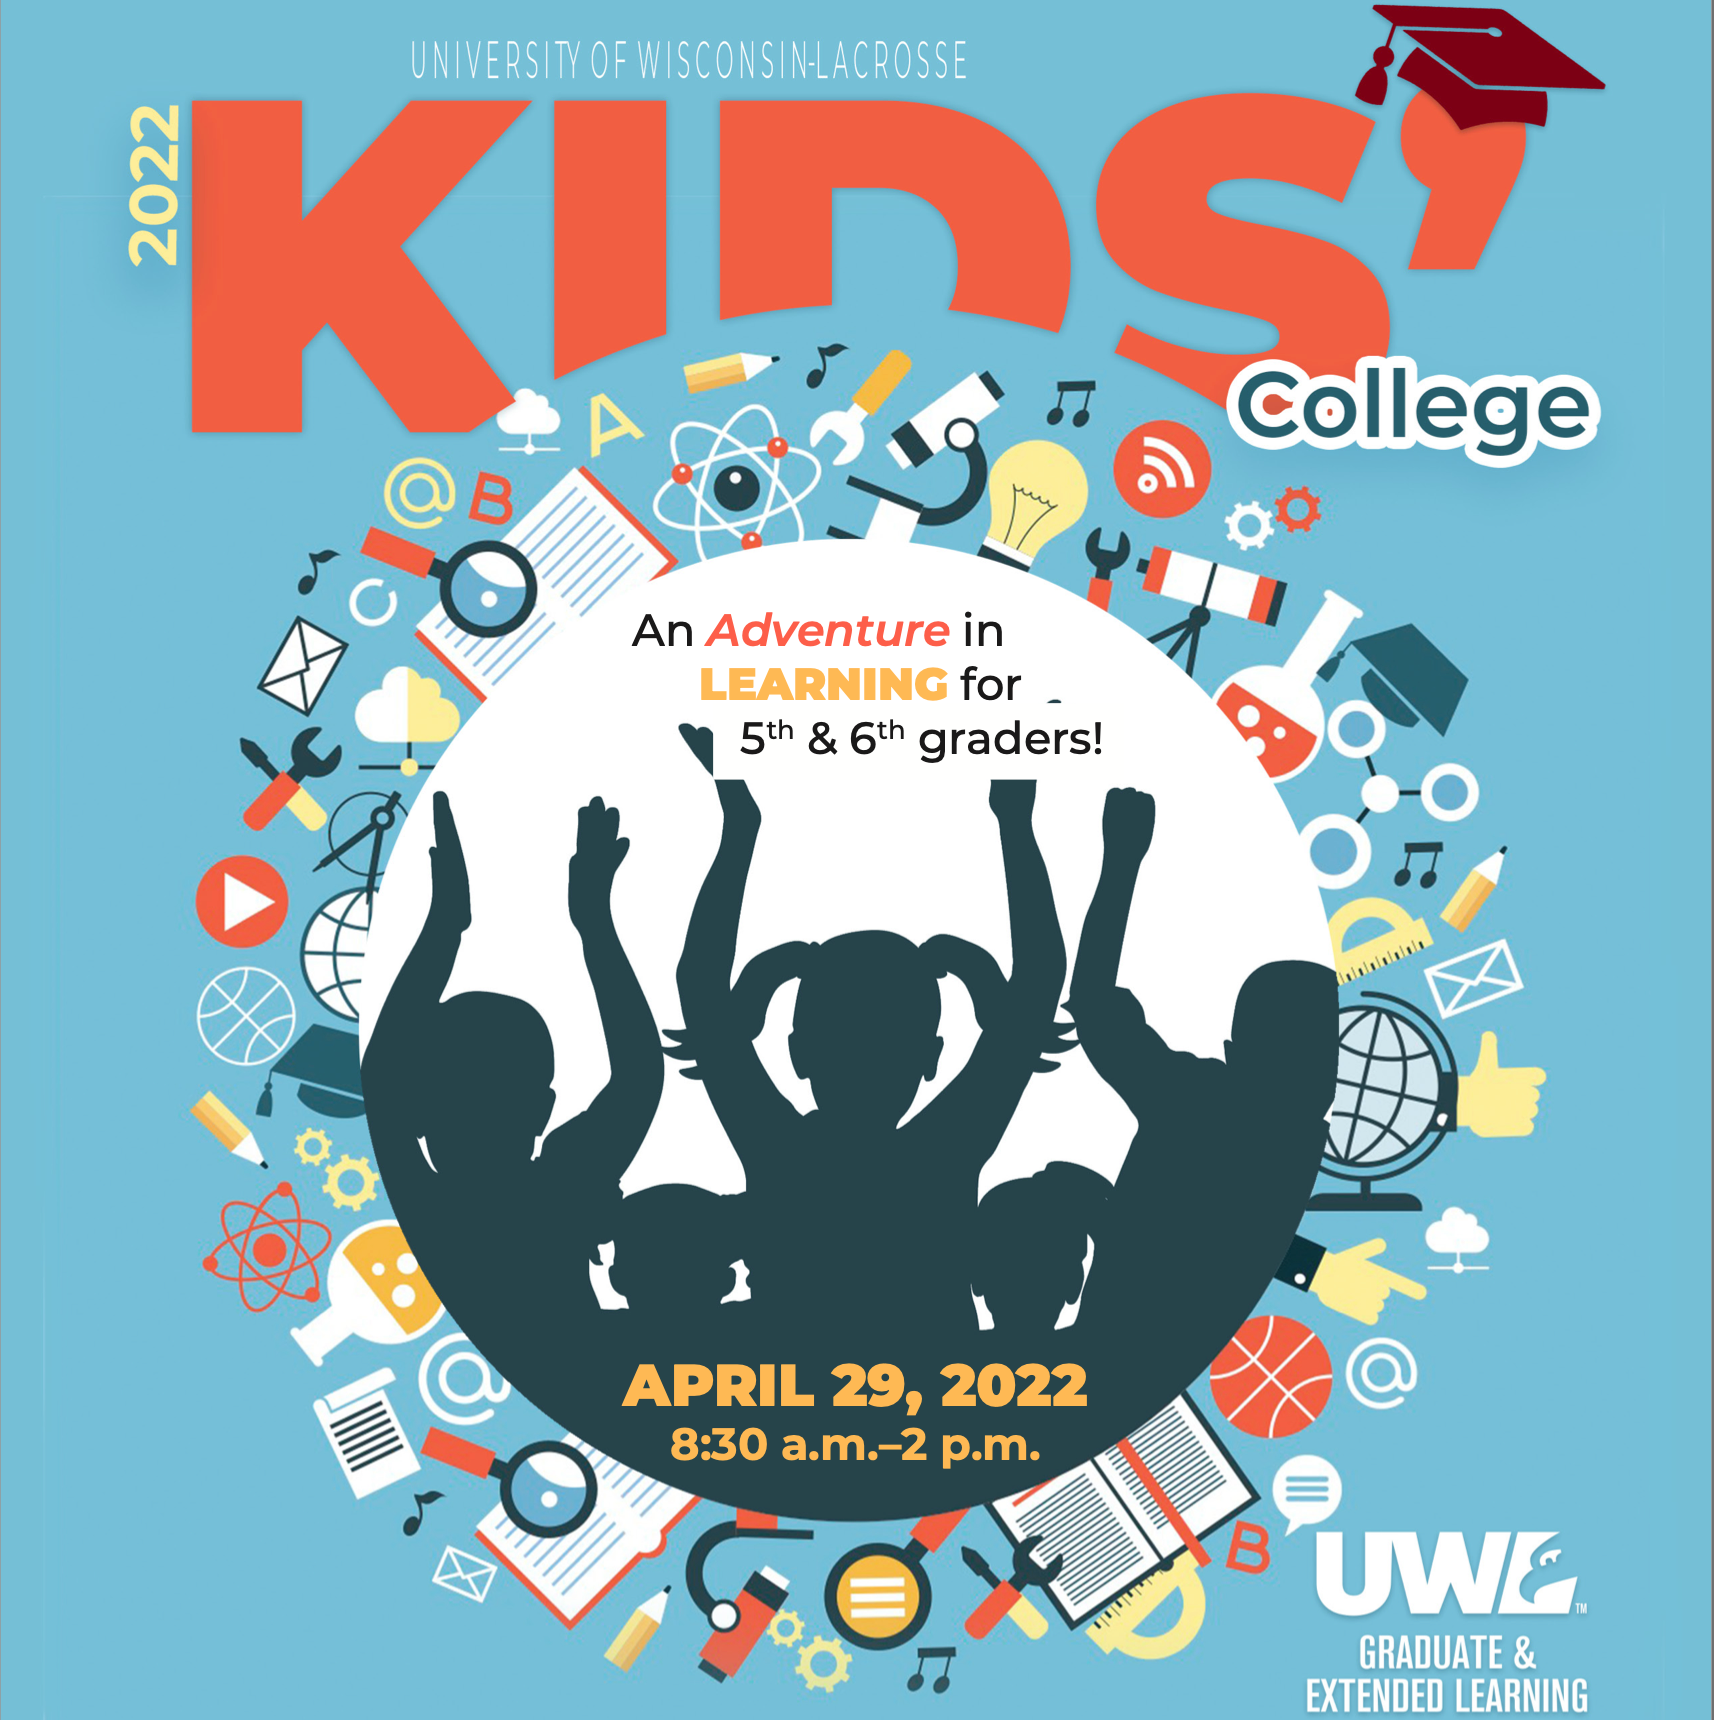 UNIVERSITY OF WISCONSIN-LACROSSE
2022
KIDS'
College
A
B
@
An Adventure in
LEARNING for
5th & 6th graders!
APRIL 29, 2022
8:30 a.m.–2 p.m.
@
@
B
UWL™
GRADUATE &
EXTENDED LEARNING